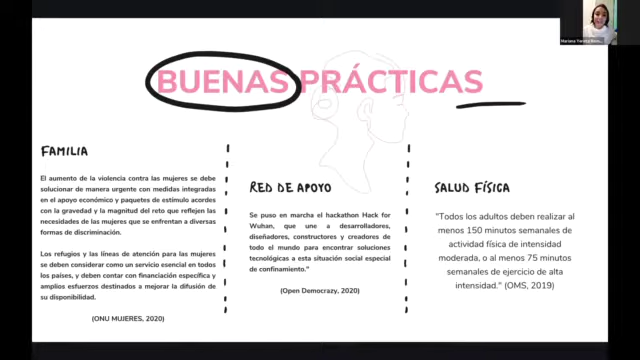 BUENAS PRÁCTICAS
FAMILIA
El aumento de la violencia contra las mujeres se debe
solucionar de manera urgente con medidas integradas
en el apoyo económico y paquetes de estímulo acordes
con la gravedad y la magnitud del reto que reflejen las
necesidades de las mujeres que se enfrentan a diversas
formas de discriminación.
Los refugios y las líneas de atención para las mujeres
se deben considerar como un servicio esencial en todos
los países, y deben contar con financiación específica y
amplios esfuerzos destinados a mejorar la difusión de
su disponibilidad.
(ONU MUJERES, 2020)
RED DE APOYO
Se puso en marcha el hackathon Hack for
Wuhan, que une a desarrolladores,
diseñadores, constructores y creadores de
todo el mundo para encontrar soluciones
tecnológicas a esta situación social especial
de confinamiento."
(Open Democrazy, 2020)
SALUD FÍSICA
"Todos los adultos deben realizar al
menos 150 minutos semanales de
actividad física de intensidad
moderada, o al menos 75 minutos
semanales de ejercicio de alta
intensidad." (OMS, 2019)